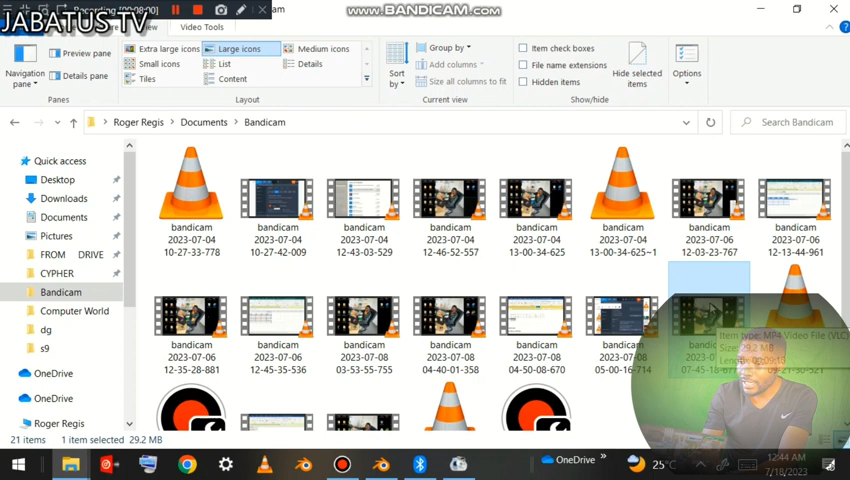 Recording [00:08:00]
www.BANDICAM.com
JABATUS TV
Video Tools
Navigation pane
Preview pane
Details pane
Panes
Extra large icons
Large icons
Medium icons
Small icons
List
Details
Tiles
Content
Layout
Sort by
Group by
Add columns
Size all columns to fit
Current view
Item check boxes
File name extensions
Hidden items
Hide selected items
Show/hide
Options
Roger Regis > Documents > Bandicam
Search Bandicam
Quick access
Desktop
Downloads
Documents
Pictures
FROM DRIVE
CYPHER
Bandicam
Computer World
dg
s9
OneDrive
OneDrive
Roger Regis
bandicam
2023-07-04
10-27-33-778
bandicam
2023-07-04
10-27-42-009
bandicam
2023-07-04
12-43-03-529
bandicam
2023-07-04
12-46-52-557
bandicam
2023-07-04
13-00-34-625
bandicam
2023-07-04
13-00-34-625~1
bandicam
2023-07-06
12-03-23-767
bandicam
2023-07-06
12-13-44-961
bandicam
2023-07-06
12-35-28-881
bandicam
2023-07-06
12-45-35-536
bandicam
2023-07-08
03-53-55-755
bandicam
2023-07-08
04-40-01-358
bandicam
2023-07-08
04-50-08-670
bandicam
2023-07-08
05-00-16-714
Item type: MP4 Video File (VLC)
Size: 29.2 MB
Length: 00:09:18
21 items
1 item selected 29.2 MB
OneDrive
25°C
12:44 AM
7/18/2023